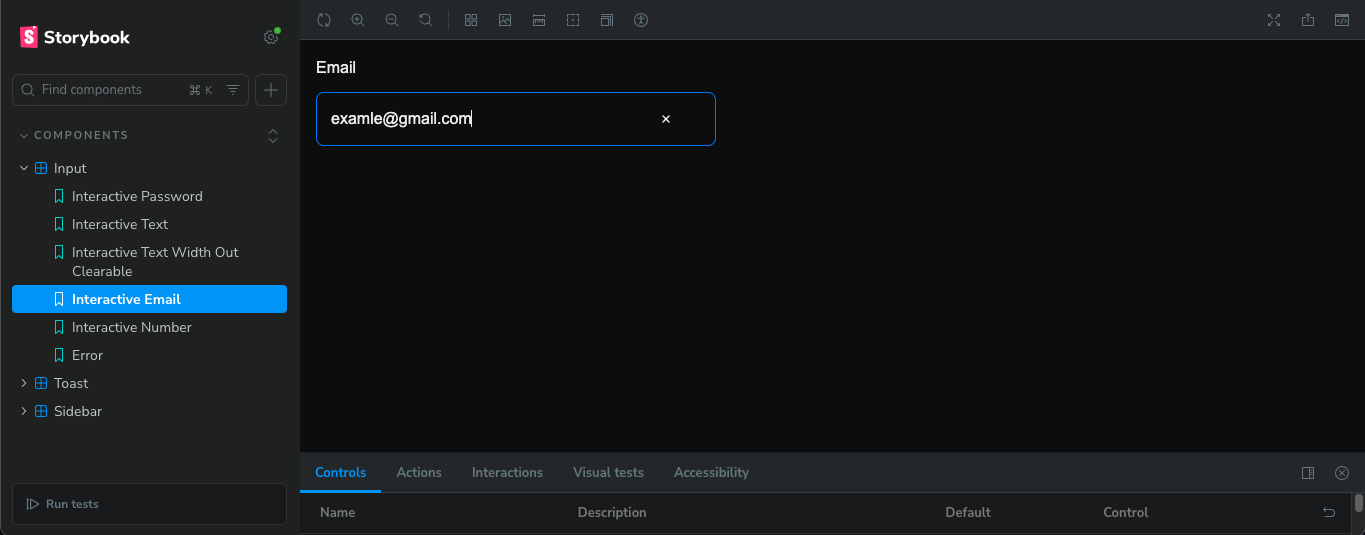 Storybook
Find components
⌘ K
COMPONENTS
Input
Interactive Password
Interactive Text
Interactive Text Width Out
Clearable
Interactive Email
Interactive Number
Error
Toast
Sidebar
Run tests
Email
examle@gmail.com
Controls Actions Interactions Visual tests Accessibility
Name Description Default Control